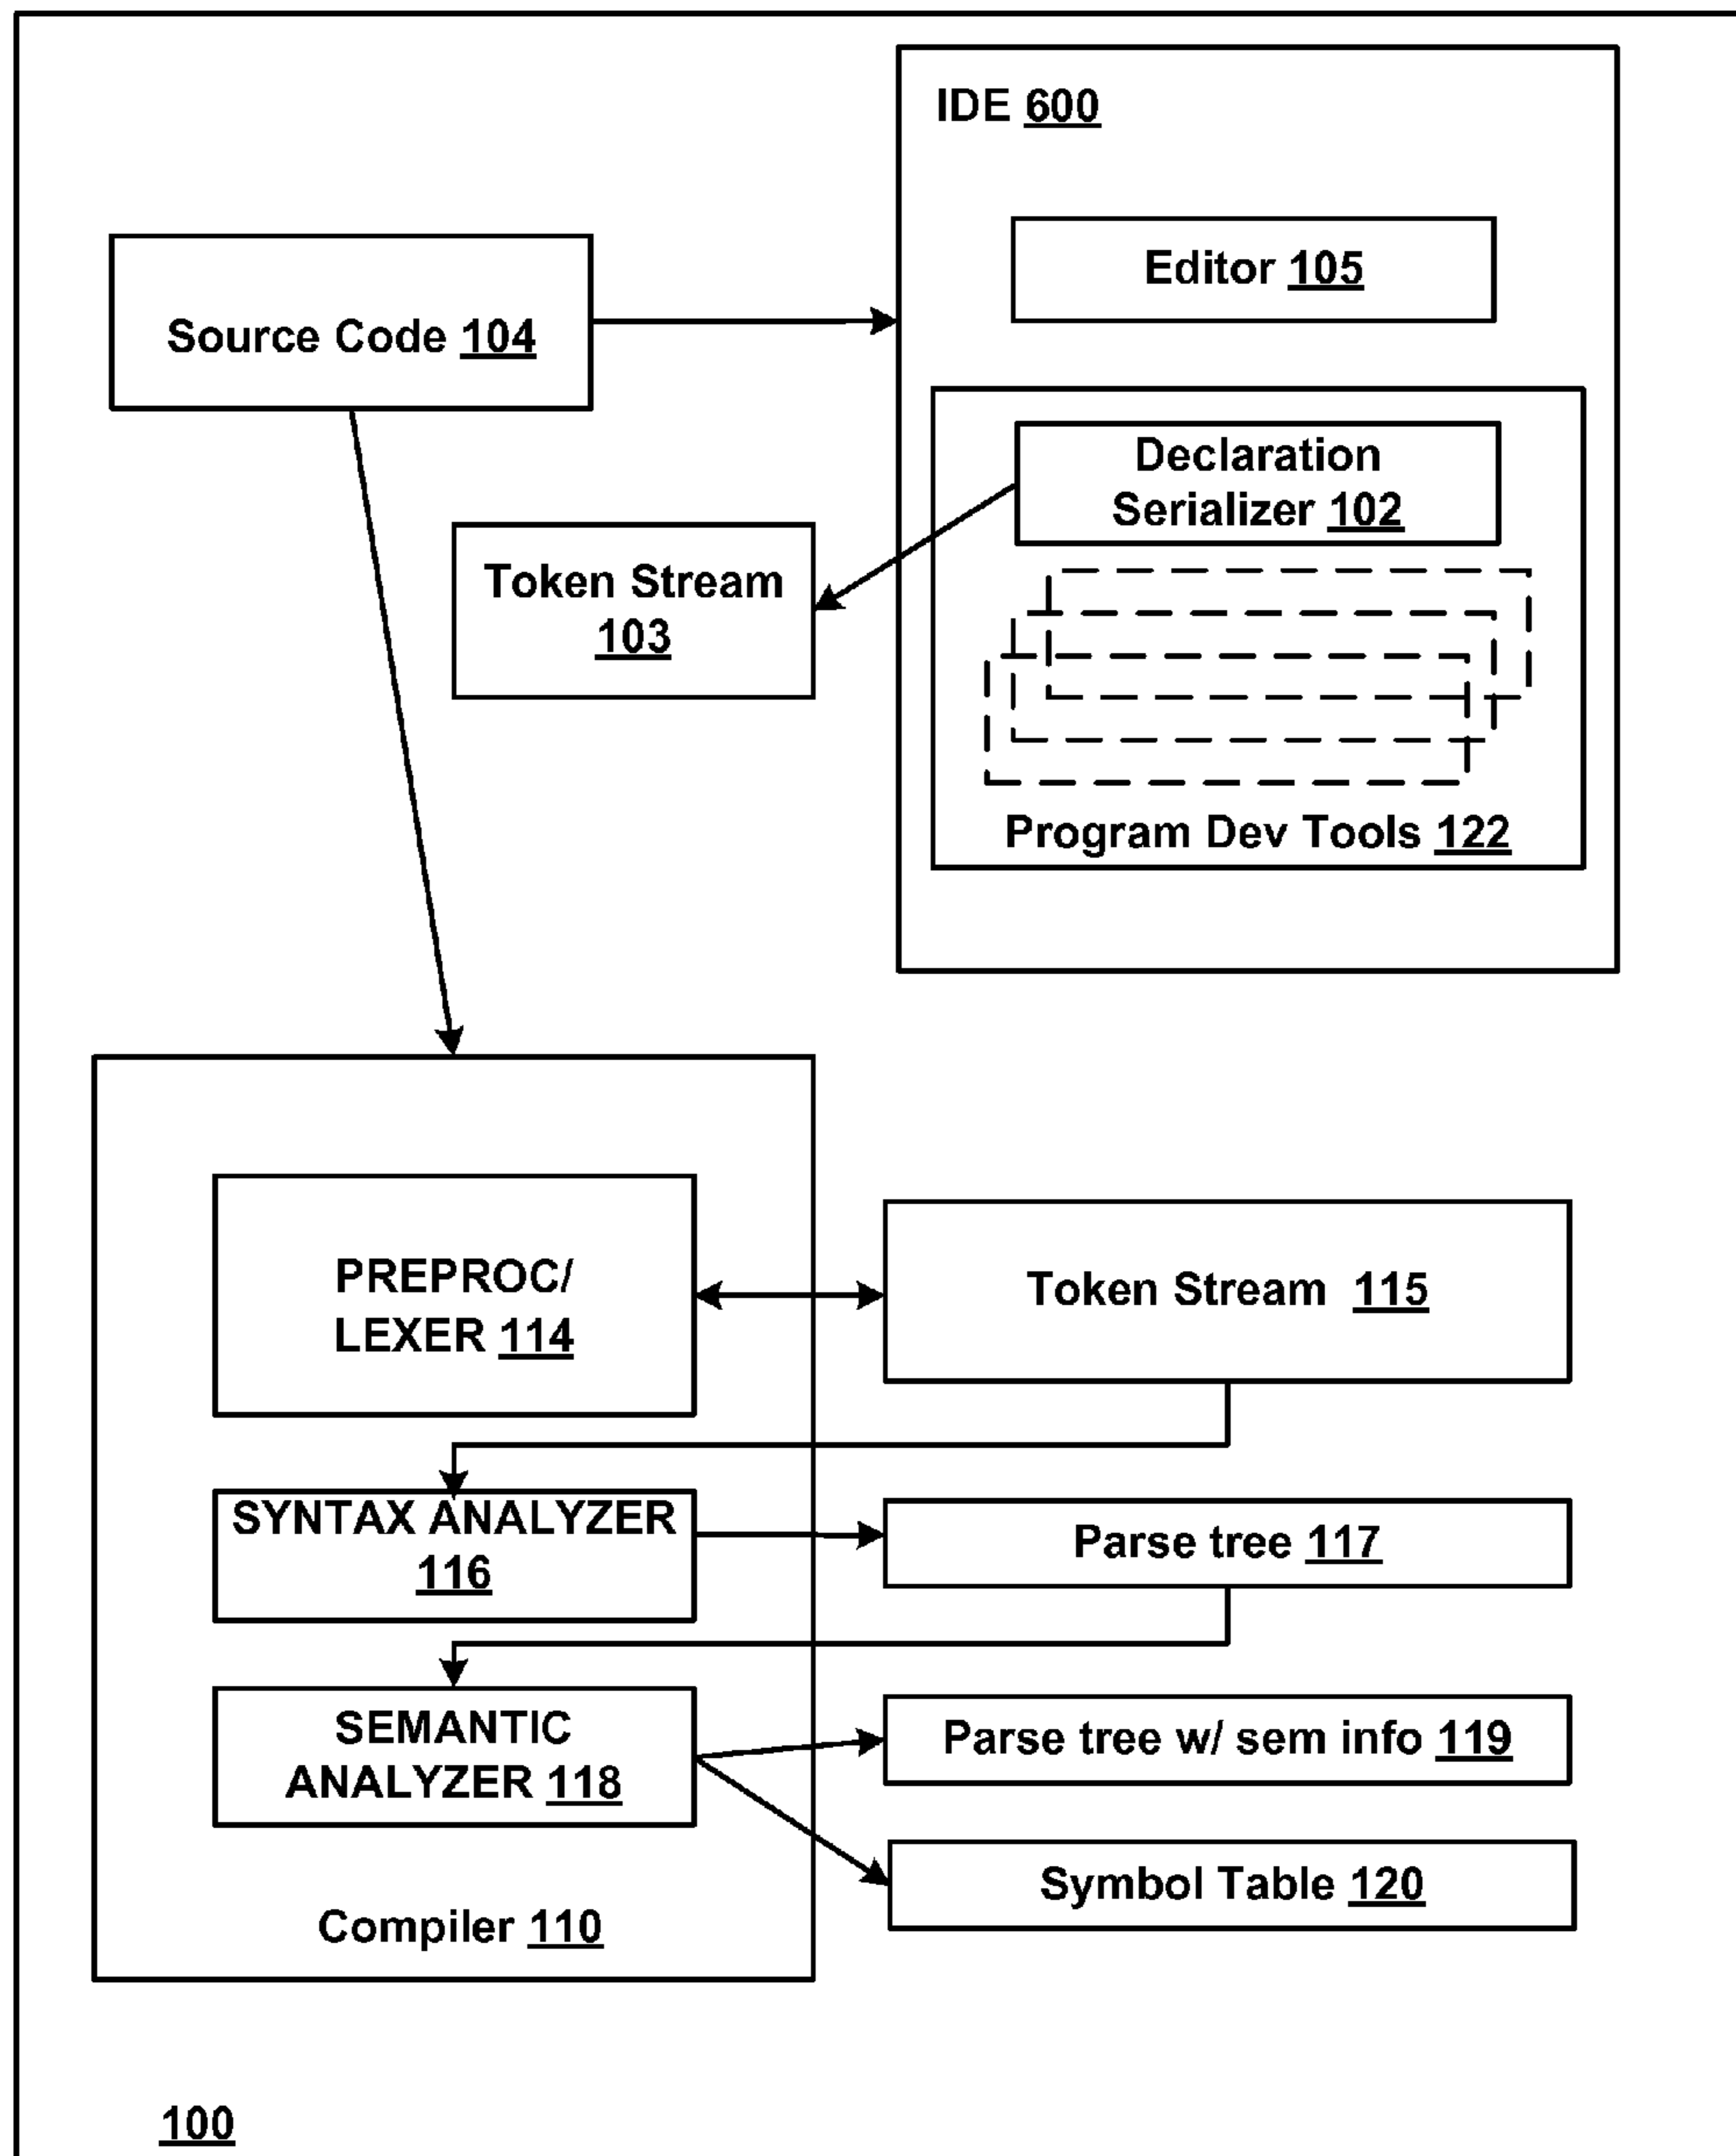 IDE 600
Editor 105
Source Code 104
Declaration
Serializer 102
Token Stream
103
Program Dev Tools 122
PREPROC/
LEXER 114
Token Stream 115
SYNTAX ANALYZER
116
Parse tree 117
SEMANTIC
ANALYZER 118
Parse tree w/ sem info 119
Symbol Table 120
Compiler 110
100